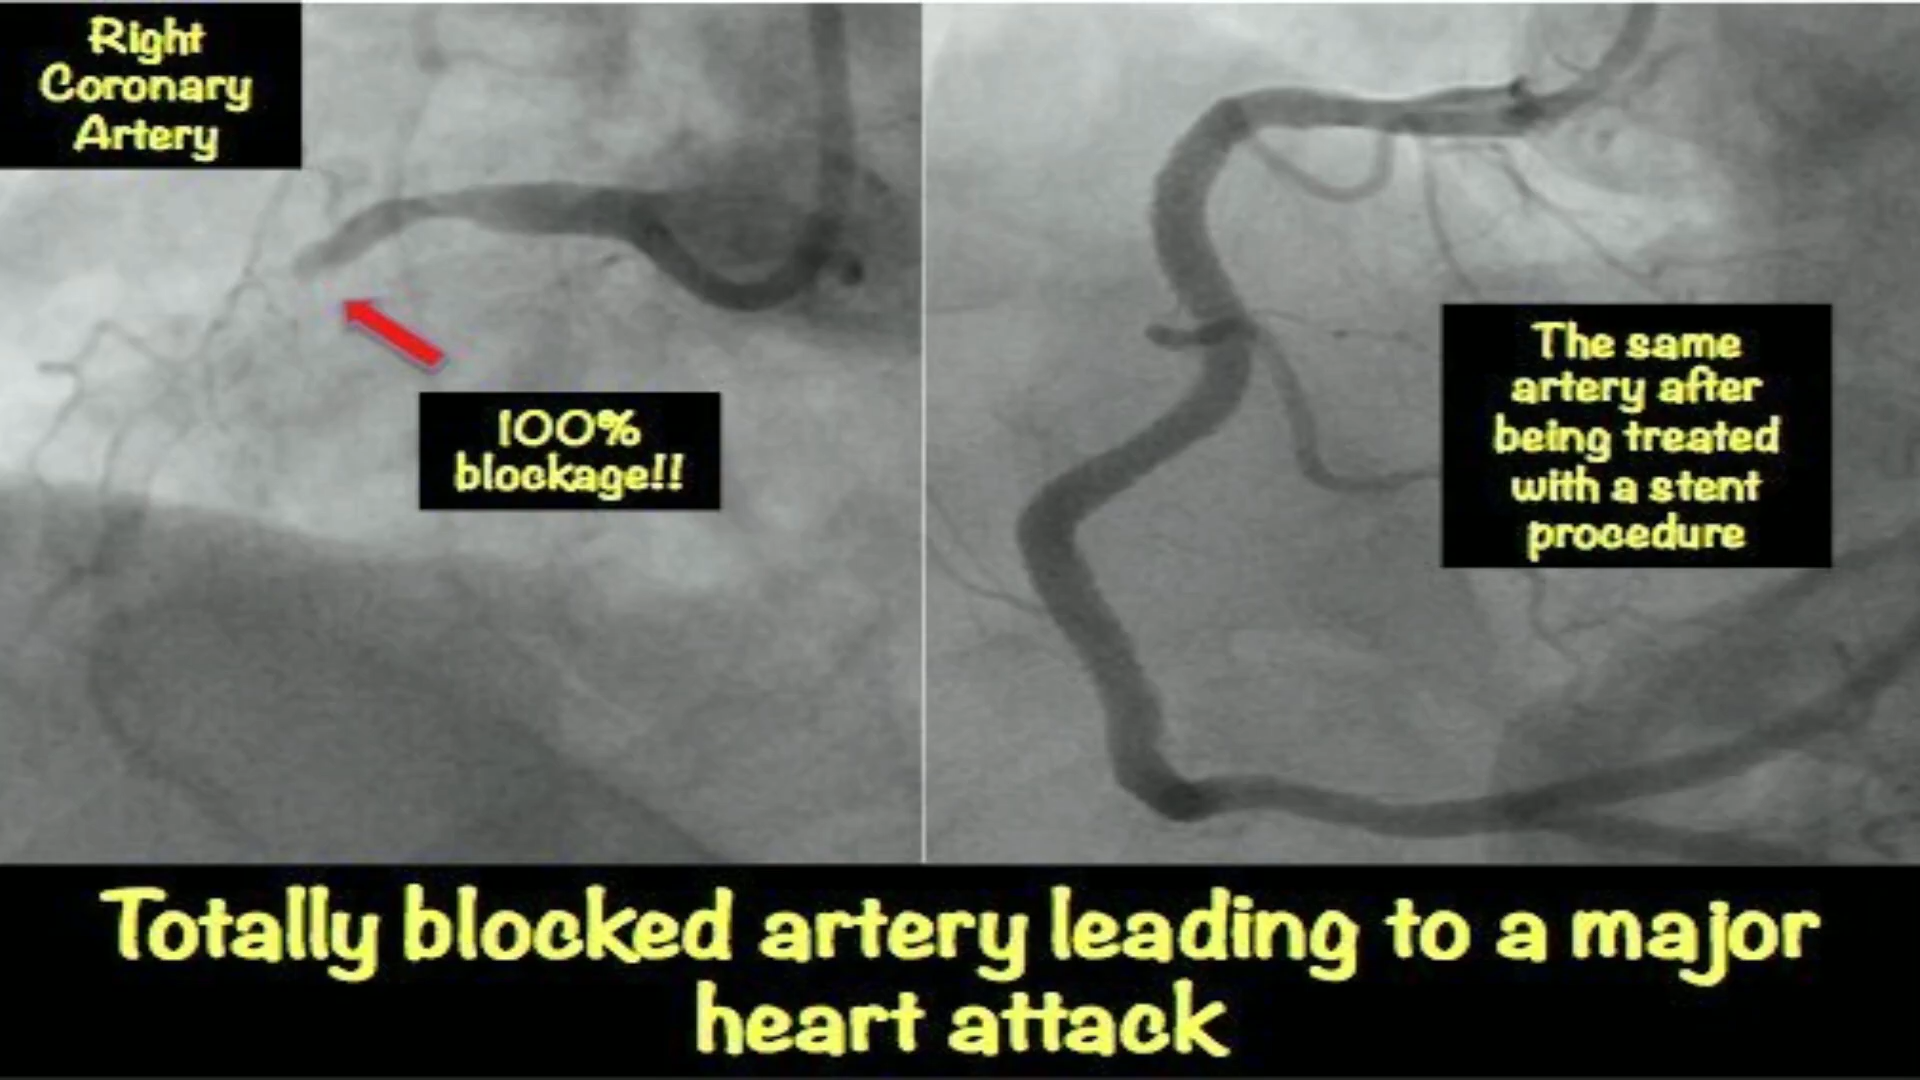 Right
Coronary
Artery
100%
blockage!!
The same
artery after
being treated
with a stent
procedure
Totally blocked artery leading to a major
heart attack